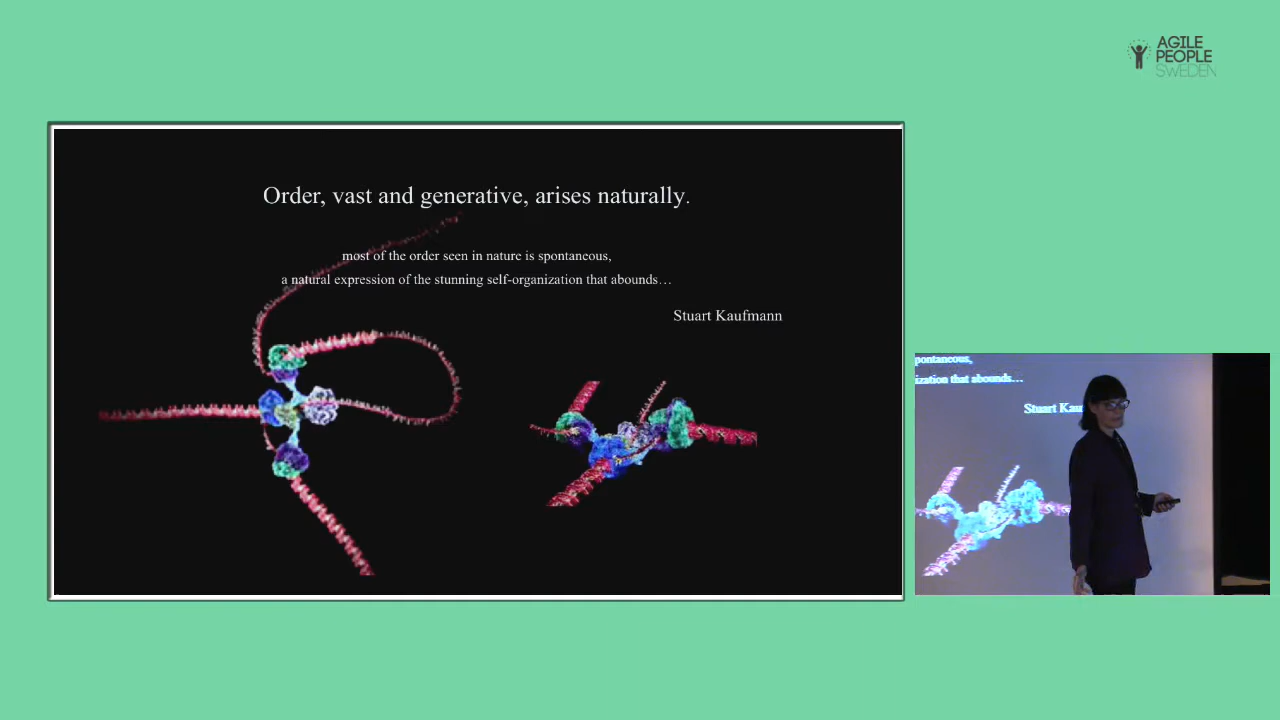 AGILE
PEOPLE
SWEDEN
Order, vast and generative, arises naturally.
most of the order seen in nature is spontaneous,
a natural expression of the stunning self-organization that abounds…
Stuart Kaufmann
pontaneous,
ization that abounds…
Stuart Kau